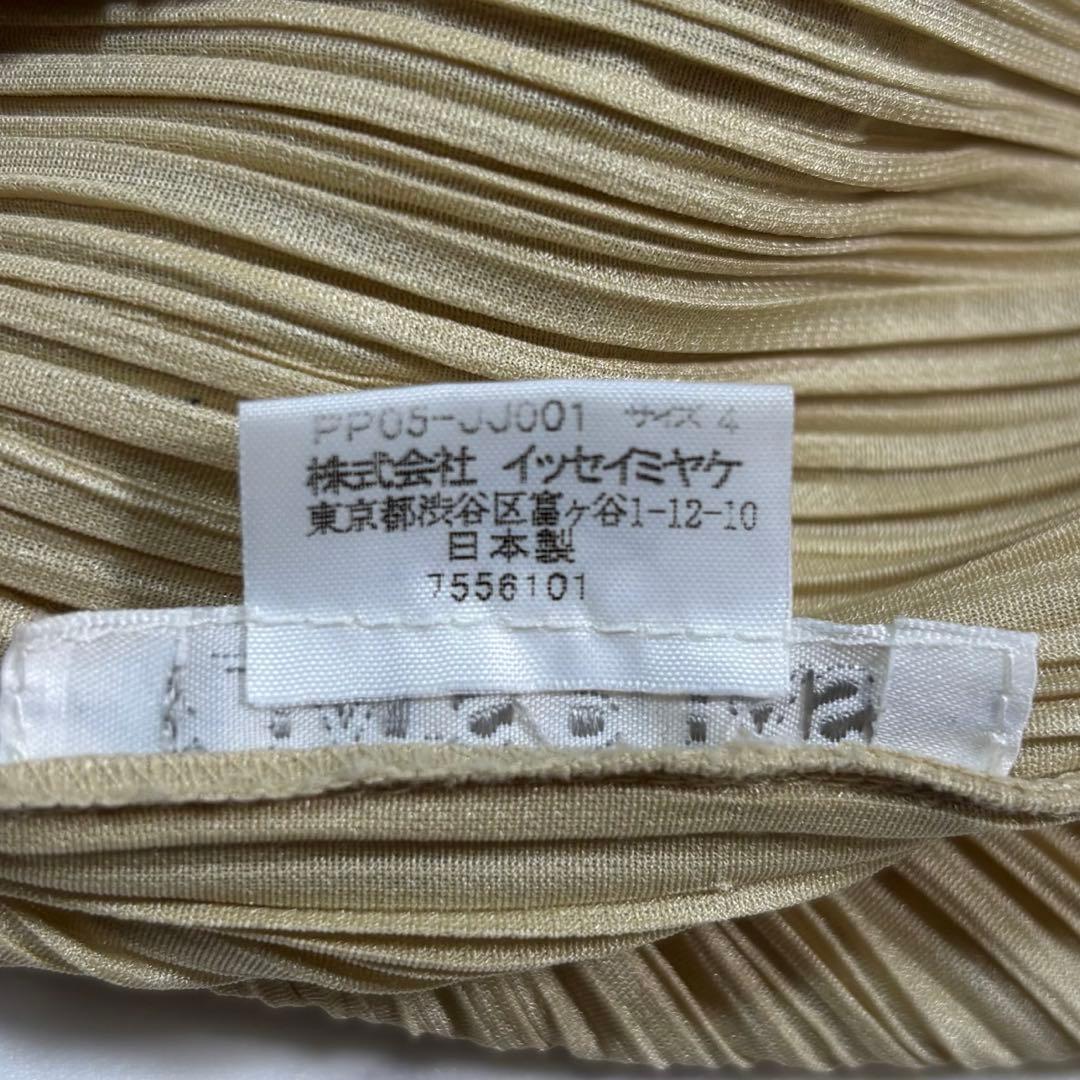 PP05-JJ001 サイズ 4
株式会社 イッセイミヤケ
東京都渋谷区富ヶ谷1-12-10
日本製
7556101